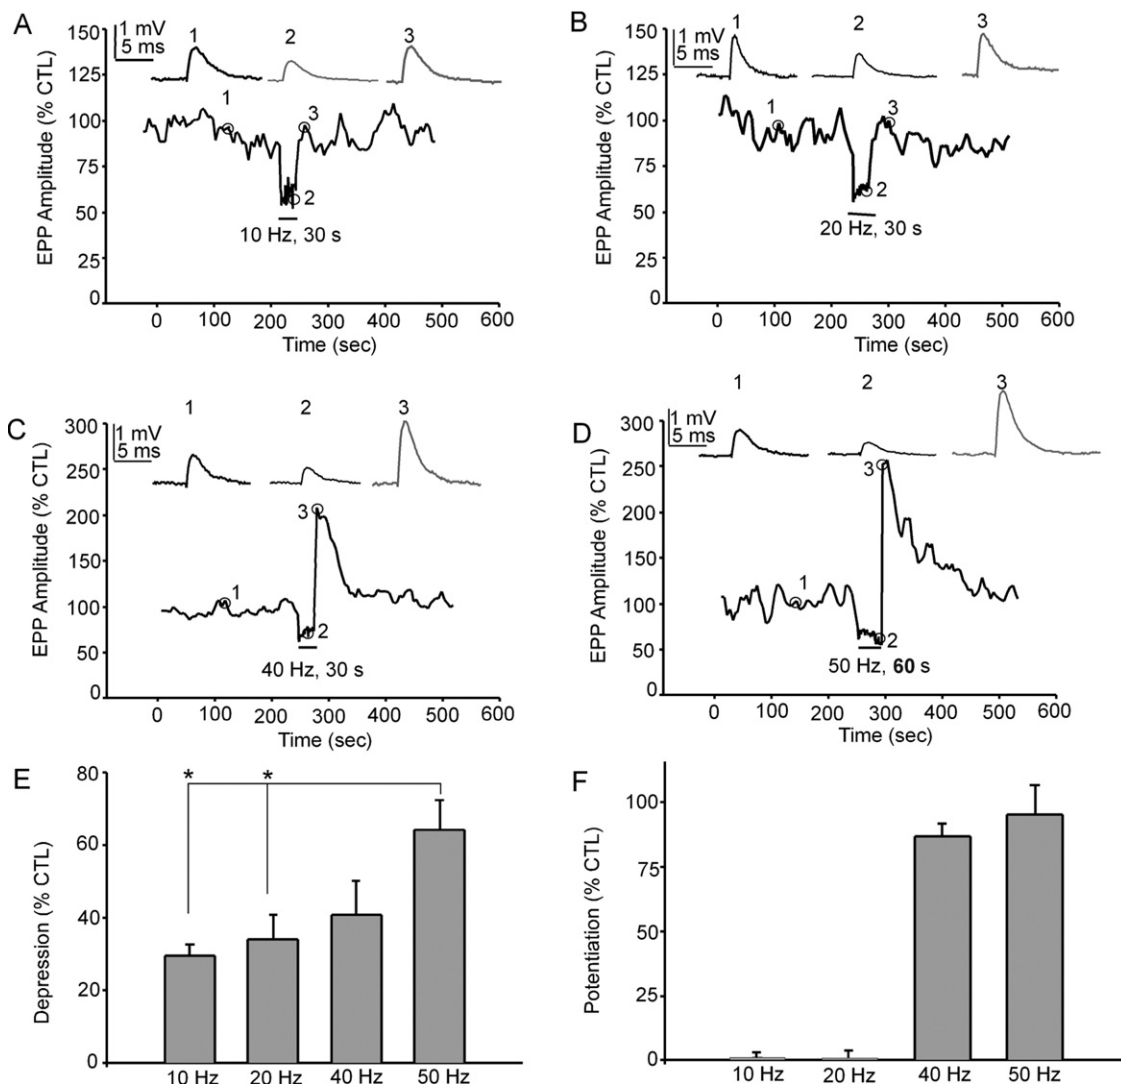 A
1 mV
5 ms
1
2
3
EPP Amplitude (% CTL)
150
125
100
75
50
25
0
1
3
2
10 Hz, 30 s
0 100 200 300 400 500 600
Time (sec)
B
1 mV
5 ms
1
2
3
EPP Amplitude (% CTL)
150
125
100
75
50
25
0
1
3
2
20 Hz, 30 s
0 100 200 300 400 500 600
Time (sec)
C
1 mV
5 ms
1
2
3
EPP Amplitude (% CTL)
300
250
200
150
100
50
0
3
1
2
40 Hz, 30 s
0 100 200 300 400 500 600
Time (sec)
D
1 mV
5 ms
1
2
3
EPP Amplitude (% CTL)
300
250
200
150
100
50
0
3
1
2
50 Hz, 60 s
0 100 200 300 400 500 600
Time (sec)
E
Depression (% CTL)
80
60
40
20
0
* *
10 Hz 20 Hz 40 Hz 50 Hz
F
Potentiation (% CTL)
100
75
25
0
10 Hz 20 Hz 40 Hz 50 Hz